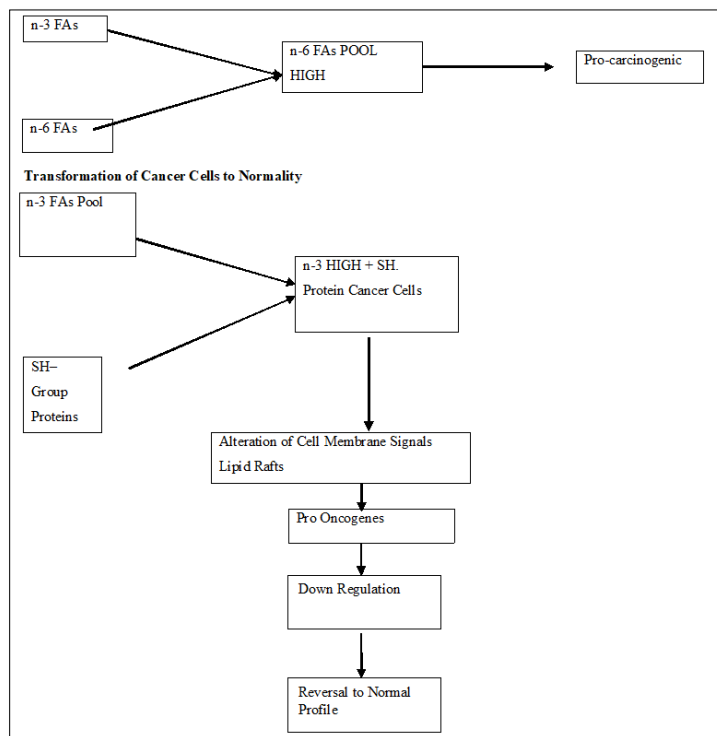 n-3 FAs
n-6 FAs POOL
HIGH
Pro-carcinogenic
n-6 FAs
Transformation of Cancer Cells to Normality
n-3 FAs Pool
n-3 HIGH + SH.
Protein Cancer Cells
SH–
Group
Proteins
Alteration of Cell Membrane Signals
Lipid Rafts
Pro Oncogenes
Down Regulation
Reversal to Normal
Profile